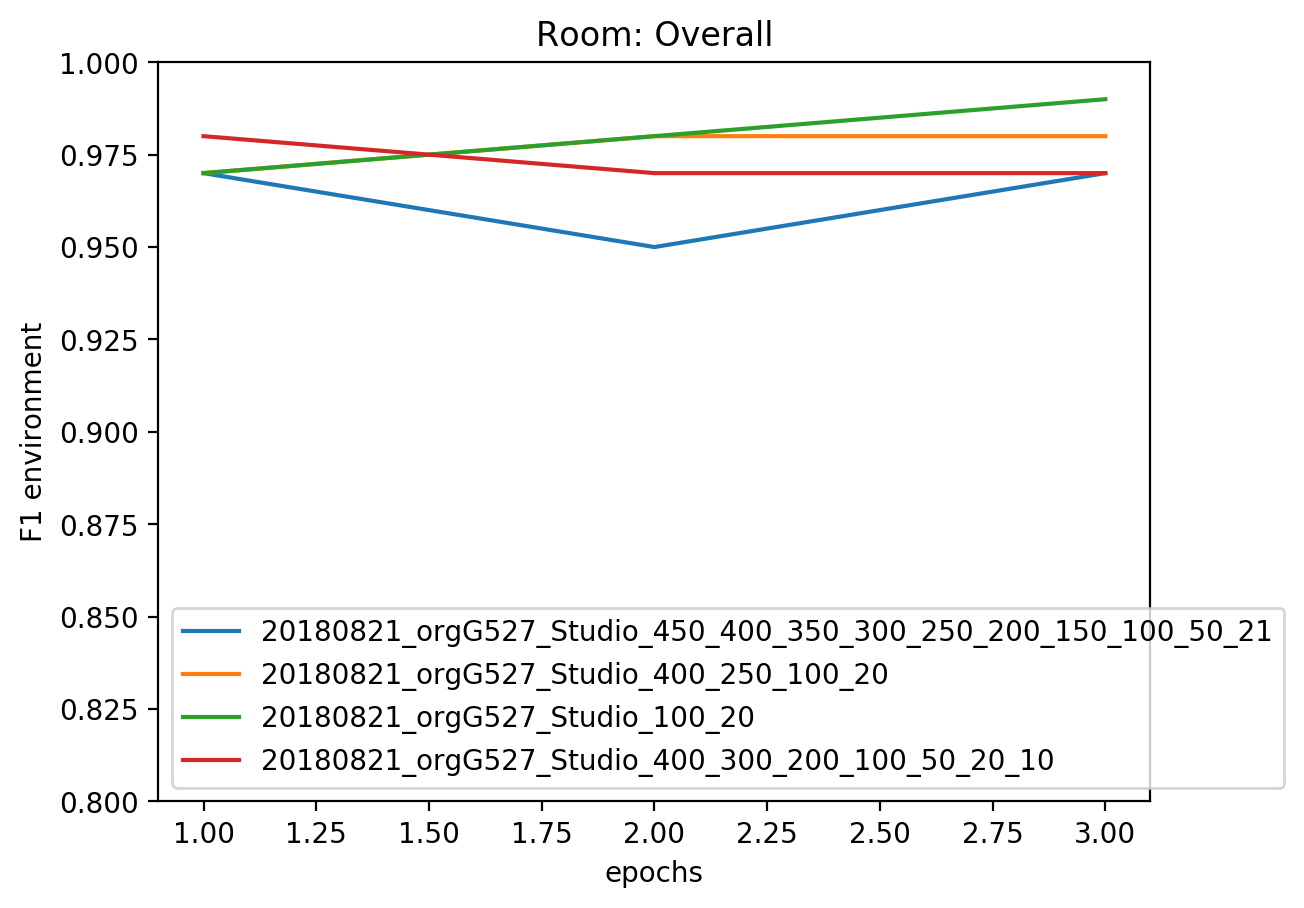 Room: Overall
1.000
0.975
0.950
0.925
0.900
0.875
0.850
0.825
0.800
F1 environment
20180821_orgG527_Studio_450_400_350_300_250_200_150_100_50_21
20180821_orgG527_Studio_400_250_100_20
20180821_orgG527_Studio_100_20
20180821_orgG527_Studio_400_300_200_100_50_20_10
1.00 1.25 1.50 1.75 2.00 2.25 2.50 2.75 3.00
epochs